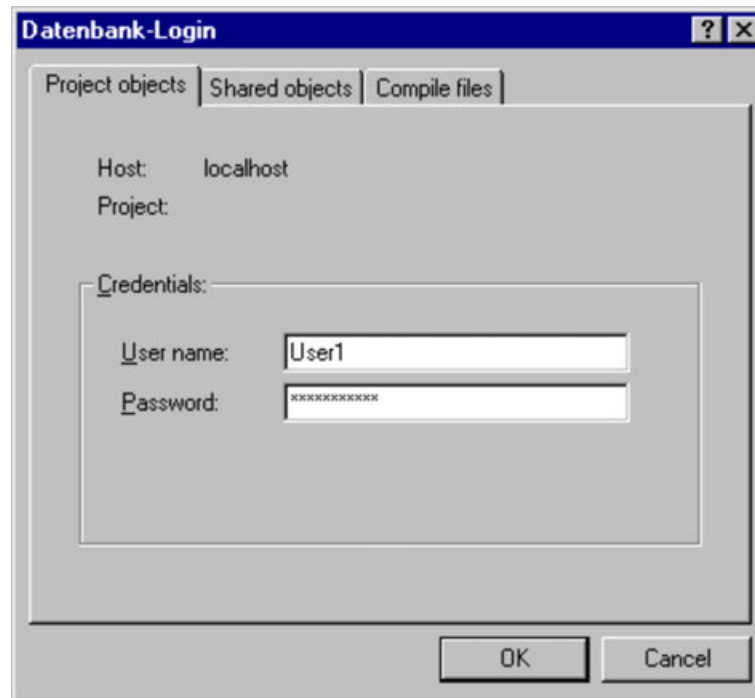 Datenbank-Login
Project objects Shared objects Compile files
Host: localhost
Project:
Credentials:
User name: User1
Password: ***********
OK Cancel